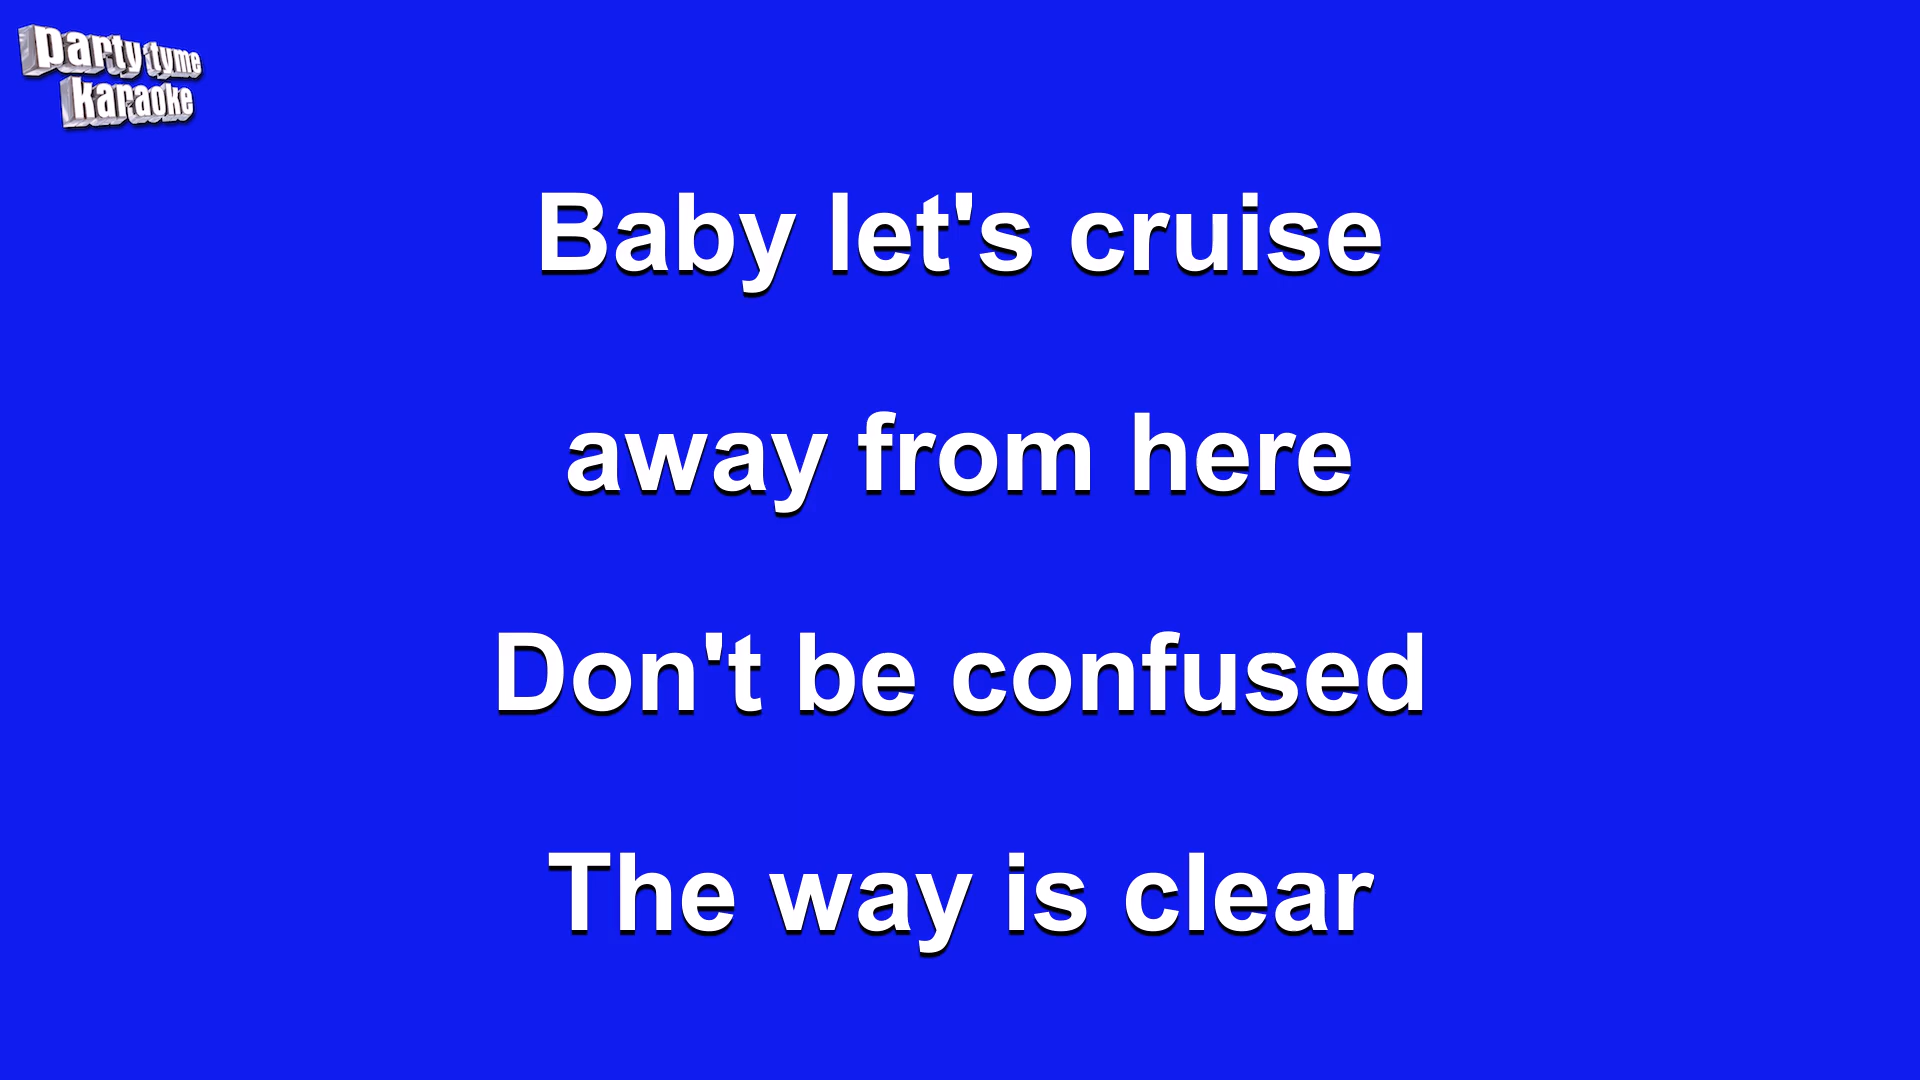 party tyme
karaoke
Baby let's cruise
away from here
Don't be confused
The way is clear